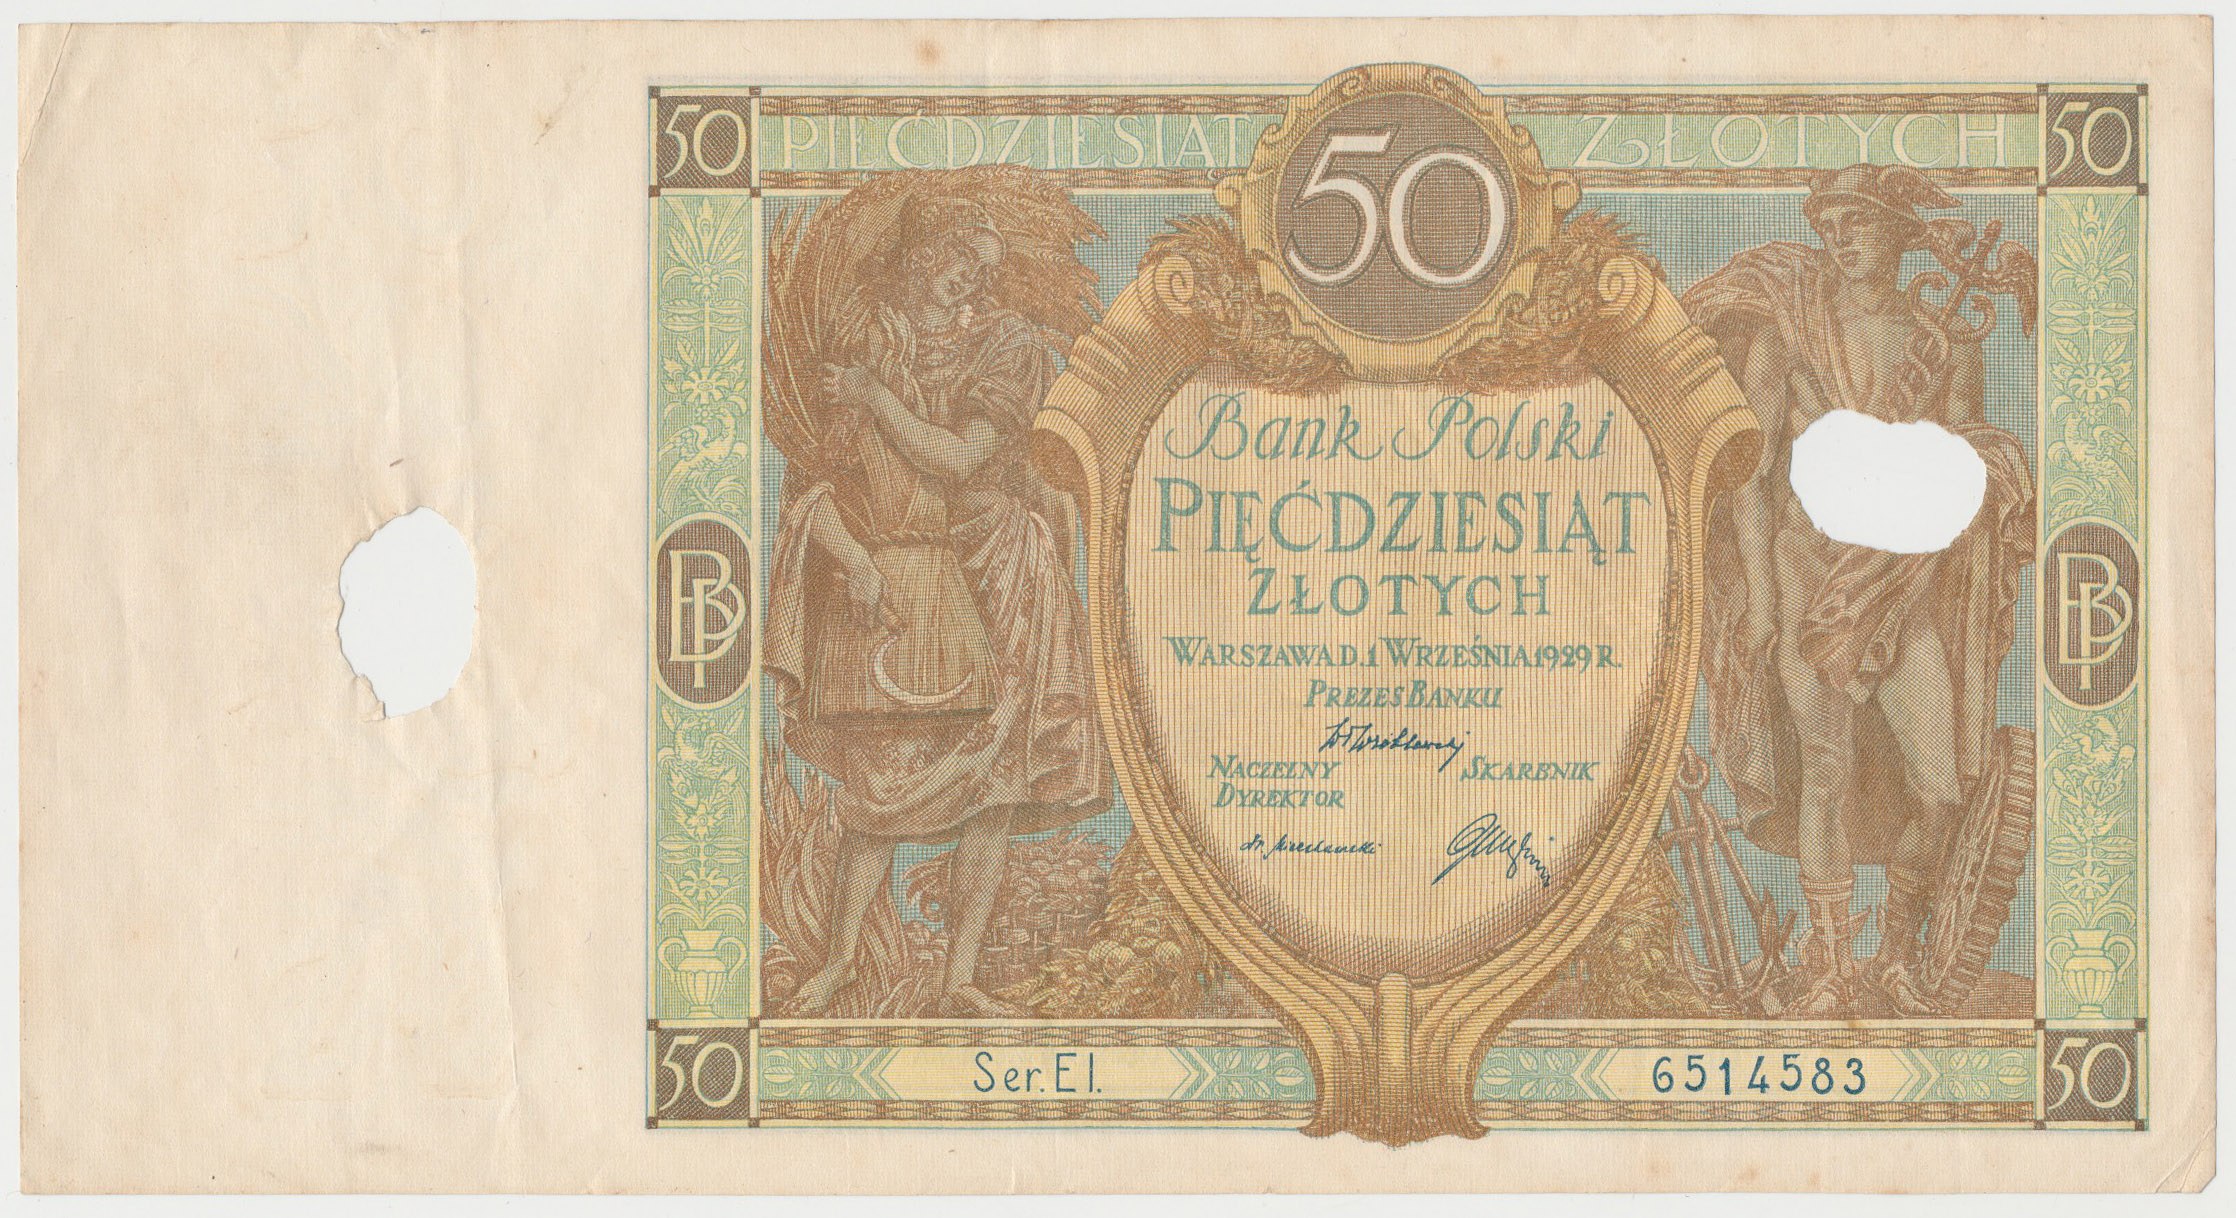 50 PIĘĆDZIESIĄT 50 ZŁOTYCH 50
Bank Polski
PIĘĆDZIESIĄT
ZŁOTYCH
WARSZAWA D. 1 WRZEŚNIA 1929 R.
PREZES BANKU
NACZELNY SKARBNIK
DYREKTOR
BP BP
50 Ser. EI. 6514583 50